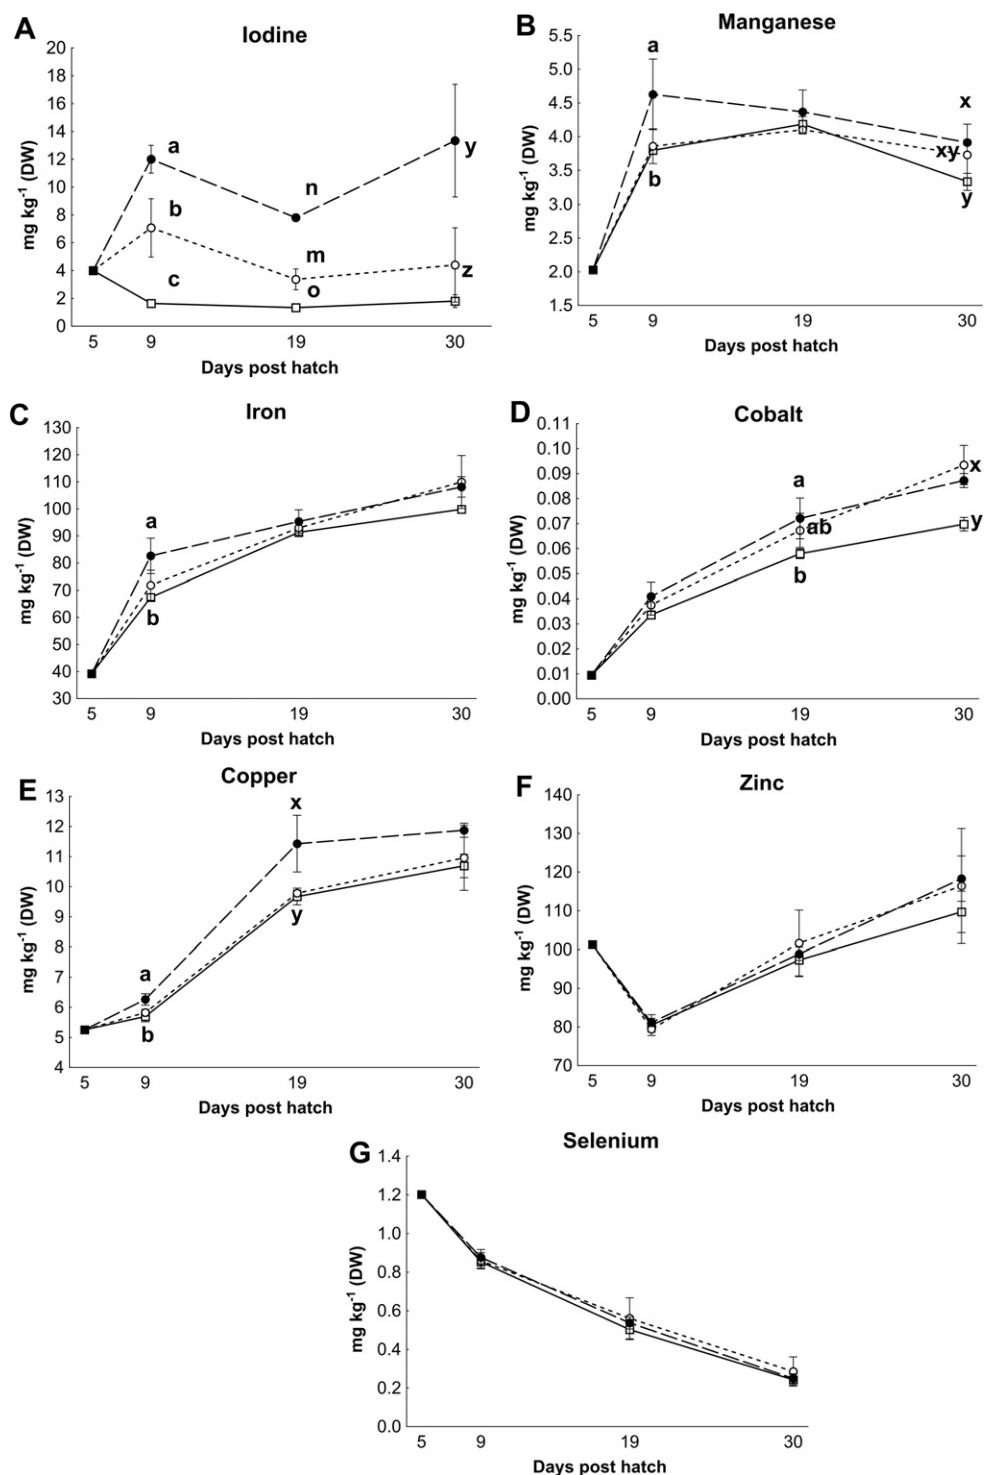 A
Iodine
20
18
16
14
12
10
8
6
4
2
0
mg kg⁻¹ (DW)
a
b
c
n
m
o
y
z
5 9 19 30
Days post hatch
B
Manganese
5.5
5.0
4.5
4.0
3.5
3.0
2.5
2.0
1.5
mg kg⁻¹ (DW)
a
b
x
xy
y
5 9 19 30
Days post hatch
C
Iron
130
120
110
100
90
80
70
60
50
40
30
mg kg⁻¹ (DW)
a
b
5 9 19 30
Days post hatch
D
Cobalt
0.11
0.10
0.09
0.08
0.07
0.06
0.05
0.04
0.03
0.02
0.01
0.00
mg kg⁻¹ (DW)
a
ab
b
x
y
5 9 19 30
Days post hatch
E
Copper
13
12
11
10
9
8
7
6
5
4
mg kg⁻¹ (DW)
a
b
x
y
5 9 19 30
Days post hatch
F
Zinc
140
130
120
110
100
90
80
70
mg kg⁻¹ (DW)
5 9 19 30
Days post hatch
G
Selenium
1.4
1.2
1.0
0.8
0.6
0.4
0.2
0.0
mg kg⁻¹ (DW)
5 9 19 30
Days post hatch